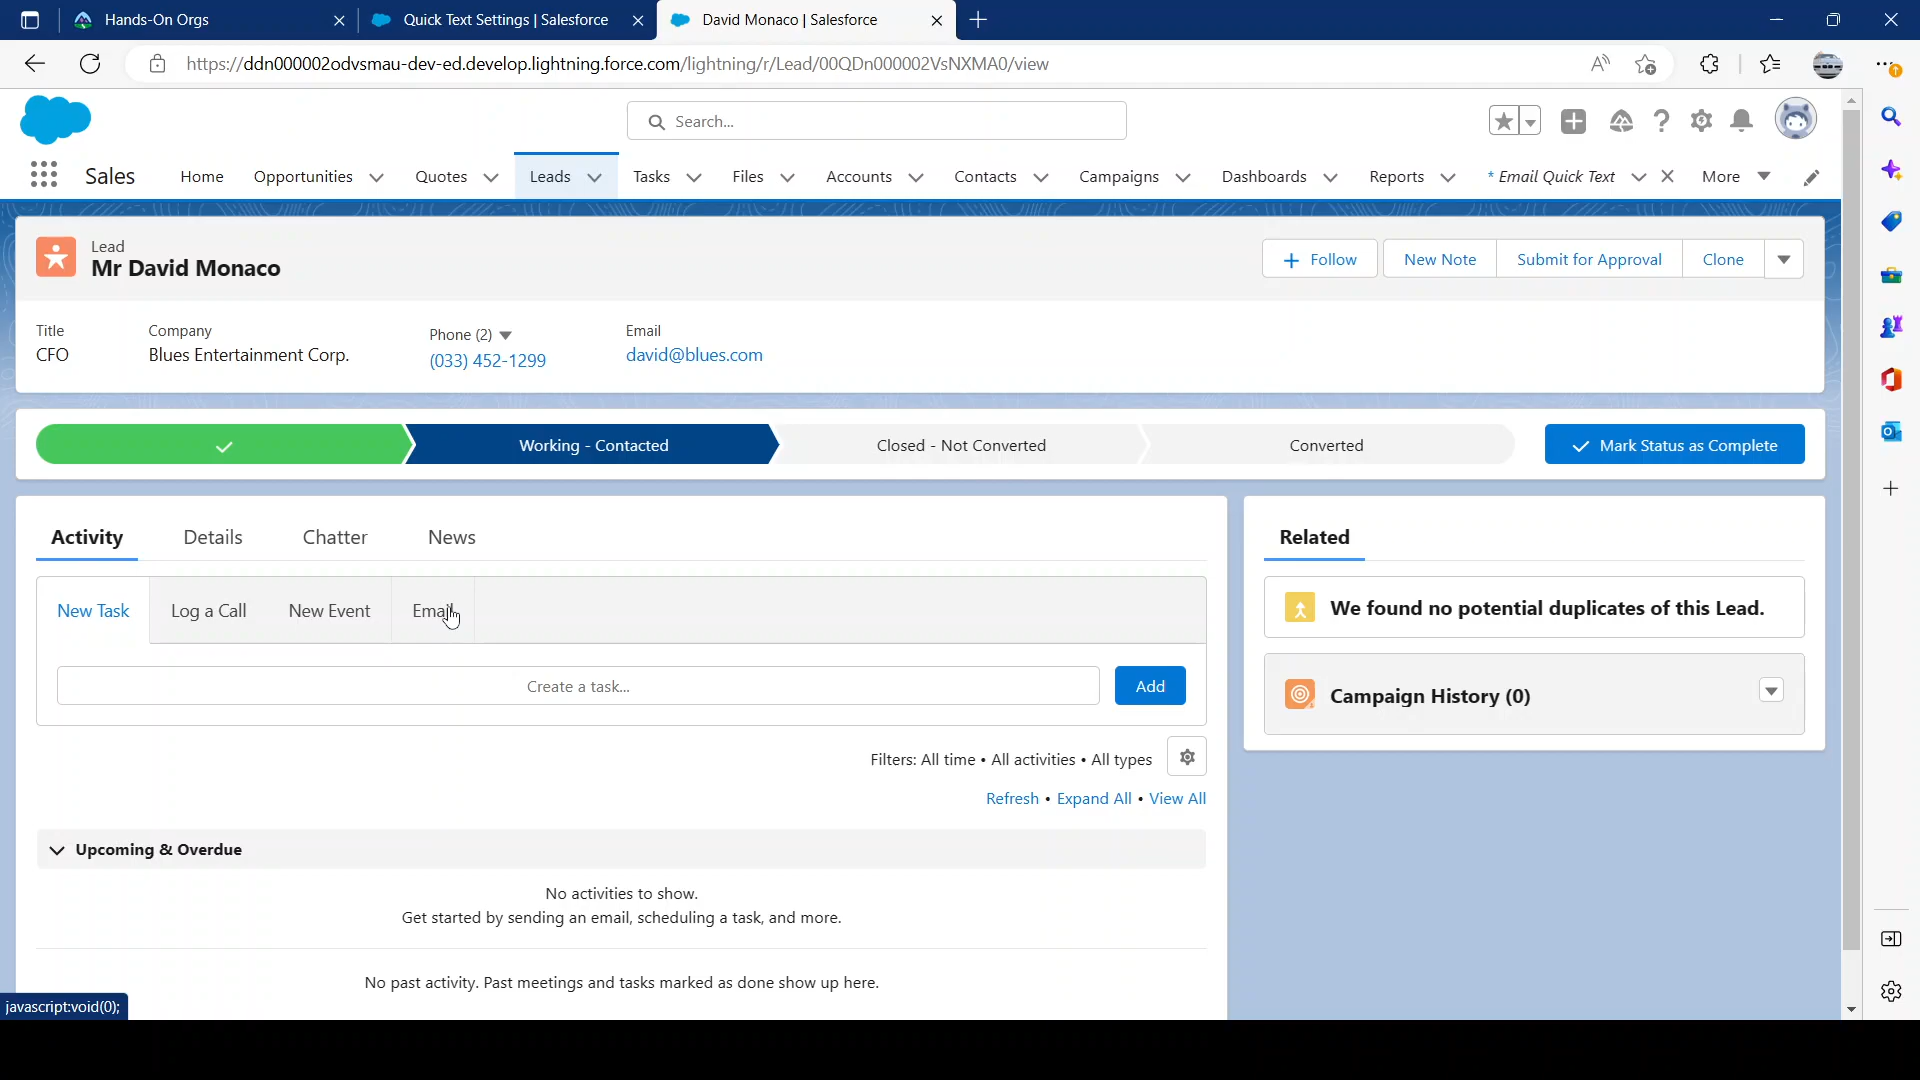 Hands-On Orgs
Quick Text Settings | Salesforce
David Monaco | Salesforce
https://ddn000002odvsmau-dev-ed.develop.lightning.force.com/lightning/r/Lead/00QDn000002VsNXMA0/view
Search...
Sales
Home
Opportunities
Quotes
Leads
Tasks
Files
Accounts
Contacts
Campaigns
Dashboards
Reports
* Email Quick Text
More
Lead
Mr David Monaco
Follow
New Note
Submit for Approval
Clone
Title
CFO
Company
Blues Entertainment Corp.
Phone (2)
(033) 452-1299
Email
david@blues.com
Working - Contacted
Closed - Not Converted
Converted
Mark Status as Complete
Activity
Details
Chatter
News
Related
New Task
Log a Call
New Event
Email
We found no potential duplicates of this Lead.
Create a task...
Add
Campaign History (0)
Filters: All time • All activities • All types
Refresh • Expand All • View All
Upcoming & Overdue
No activities to show.
Get started by sending an email, scheduling a task, and more.
No past activity. Past meetings and tasks marked as done show up here.
javascript:void(0);